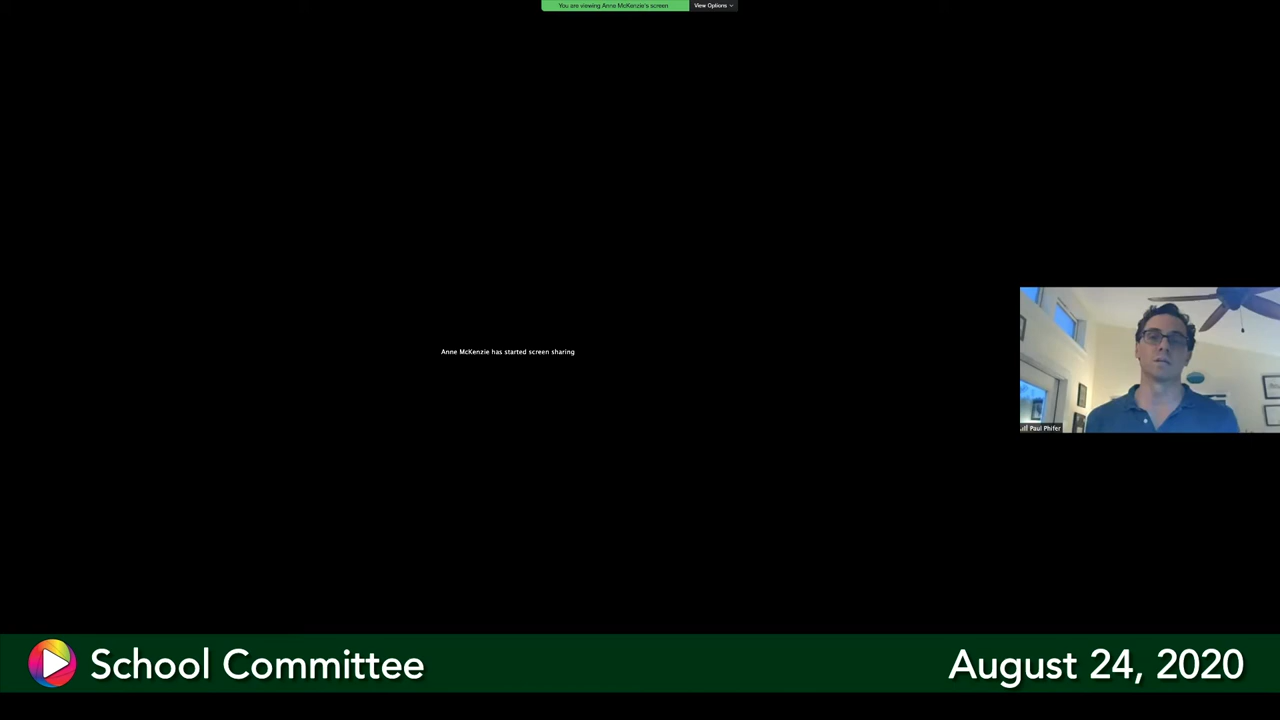 You are viewing Anne McKenzie's screen
View Options
Anne McKenzie has started screen sharing
Paul Phifer
School Committee
August 24, 2020